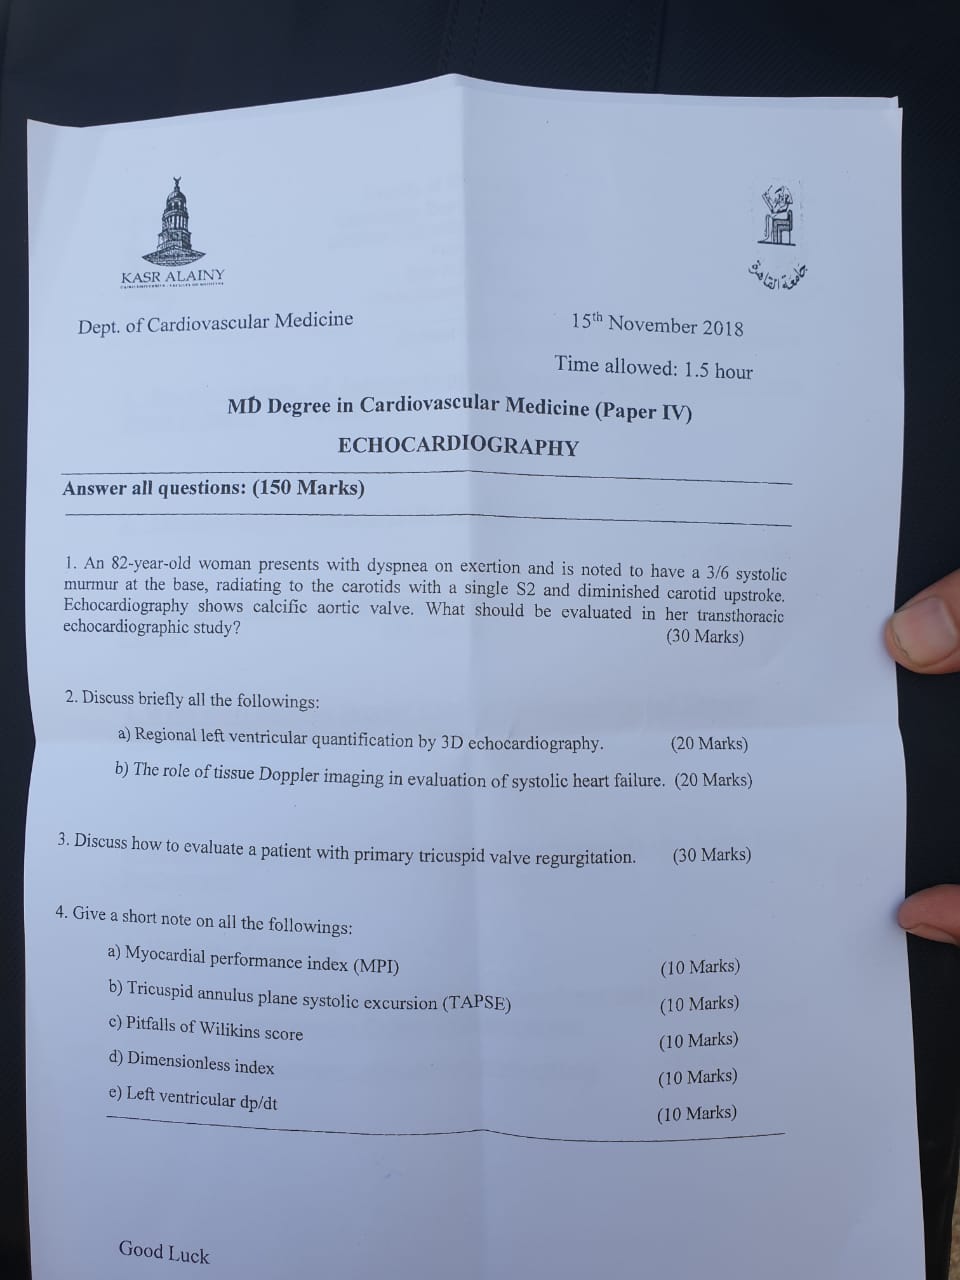 KASR ALAINY
جامعة القاهرة
Dept. of Cardiovascular Medicine
15th November 2018
Time allowed: 1.5 hour
MD Degree in Cardiovascular Medicine (Paper IV)
ECHOCARDIOGRAPHY
Answer all questions: (150 Marks)
1. An 82-year-old woman presents with dyspnea on exertion and is noted to have a 3/6 systolic
murmur at the base, radiating to the carotids with a single S2 and diminished carotid upstroke.
Echocardiography shows calcific aortic valve. What should be evaluated in her transthoracic
echocardiographic study? (30 Marks)
2. Discuss briefly all the followings:
a) Regional left ventricular quantification by 3D echocardiography. (20 Marks)
b) The role of tissue Doppler imaging in evaluation of systolic heart failure. (20 Marks)
3. Discuss how to evaluate a patient with primary tricuspid valve regurgitation. (30 Marks)
4. Give a short note on all the followings:
a) Myocardial performance index (MPI) (10 Marks)
b) Tricuspid annulus plane systolic excursion (TAPSE) (10 Marks)
c) Pitfalls of Wilikins score (10 Marks)
d) Dimensionless index (10 Marks)
e) Left ventricular dp/dt (10 Marks)
Good Luck